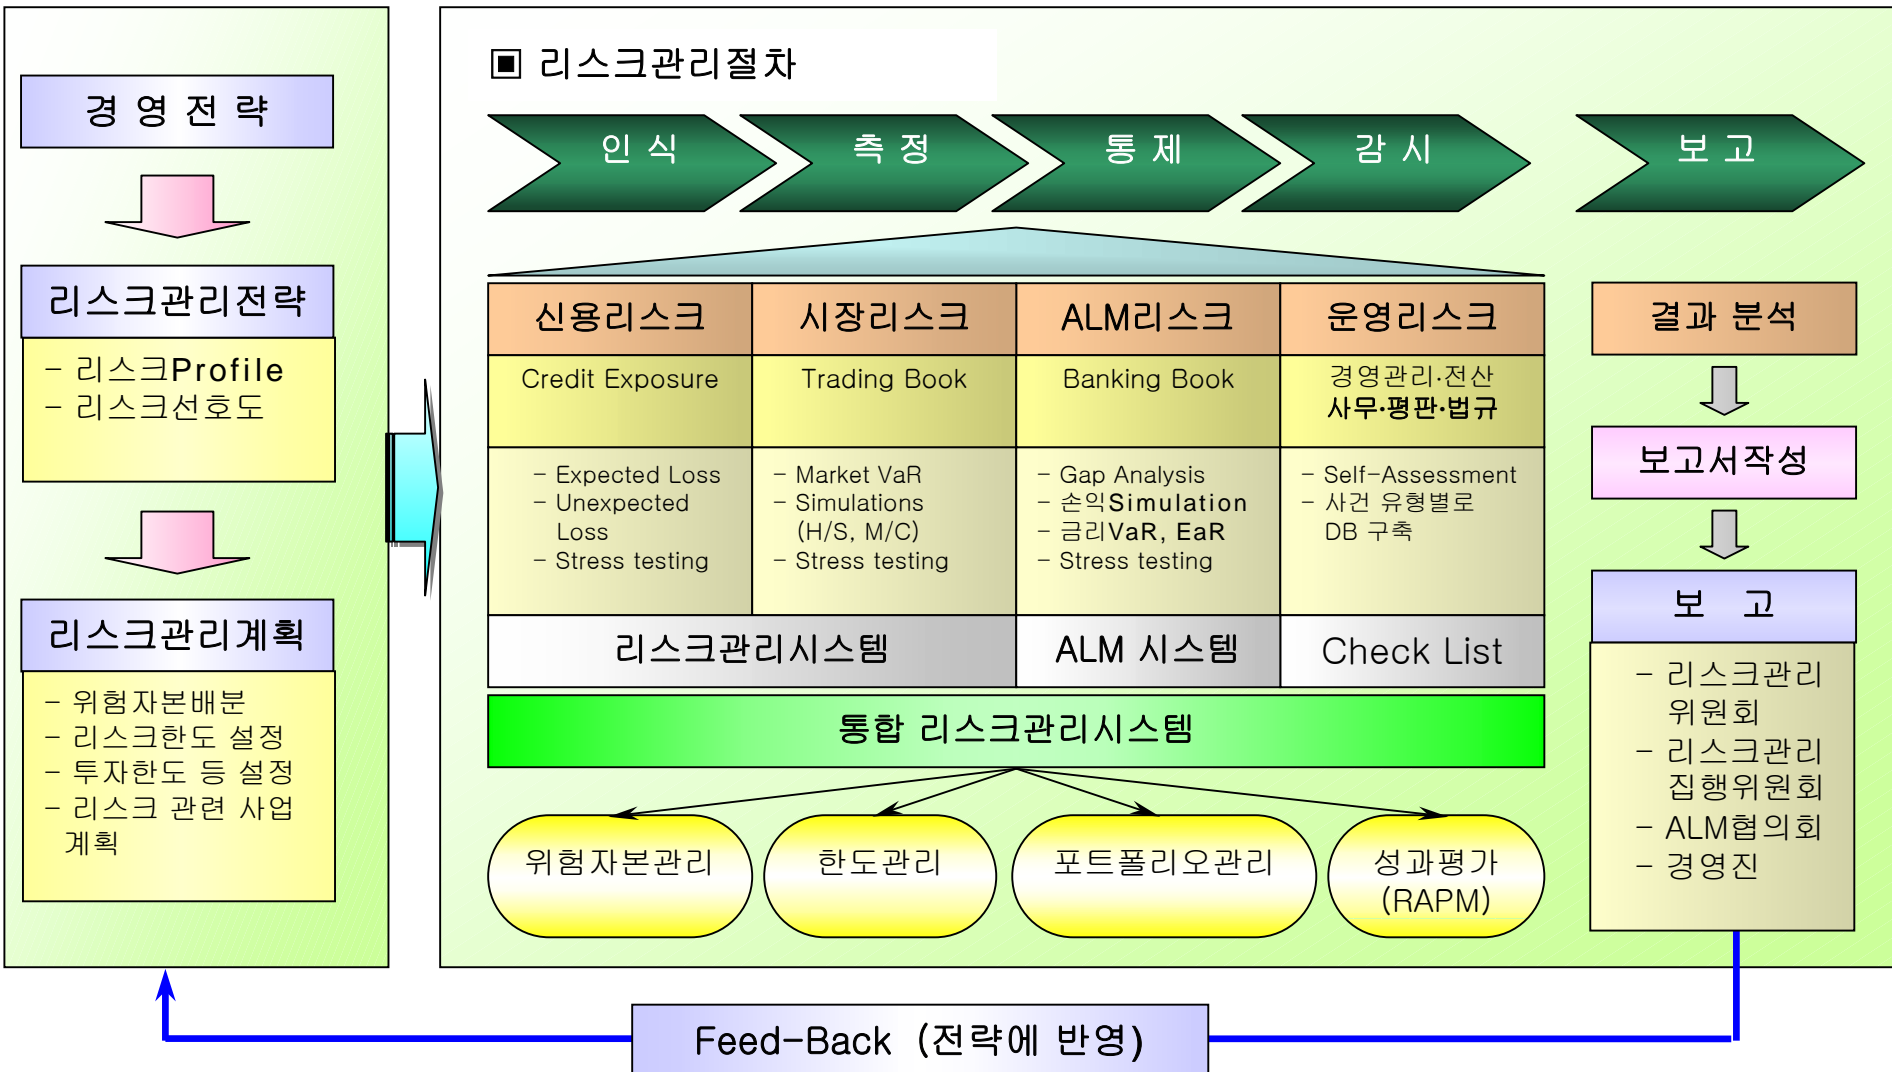 경 영 전 략
리스크관리전략
- 리스크Profile
- 리스크선호도
리스크관리계획
- 위험자본배분
- 리스크한도 설정
- 투자한도 등 설정
- 리스크 관련 사업
계획
▣ 리스크관리절차
인 식
측 정
통 제
감 시
보 고
신용리스크
시장리스크
ALM리스크
운영리스크
Credit Exposure
Trading Book
Banking Book
경영관리·전산
사무·평판·법규
- Expected Loss
- Unexpected
Loss
- Stress testing
- Market VaR
- Simulations
(H/S, M/C)
- Stress testing
- Gap Analysis
- 손익Simulation
- 금리VaR, EaR
- Stress testing
- Self-Assessment
- 사건 유형별로
DB 구축
리스크관리시스템
ALM 시스템
Check List
통합 리스크관리시스템
위험자본관리
한도관리
포트폴리오관리
성과평가
(RAPM)
결과 분석
보고서작성
보 고
- 리스크관리
위원회
- 리스크관리
집행위원회
- ALM협의회
- 경영진
Feed-Back (전략에 반영)